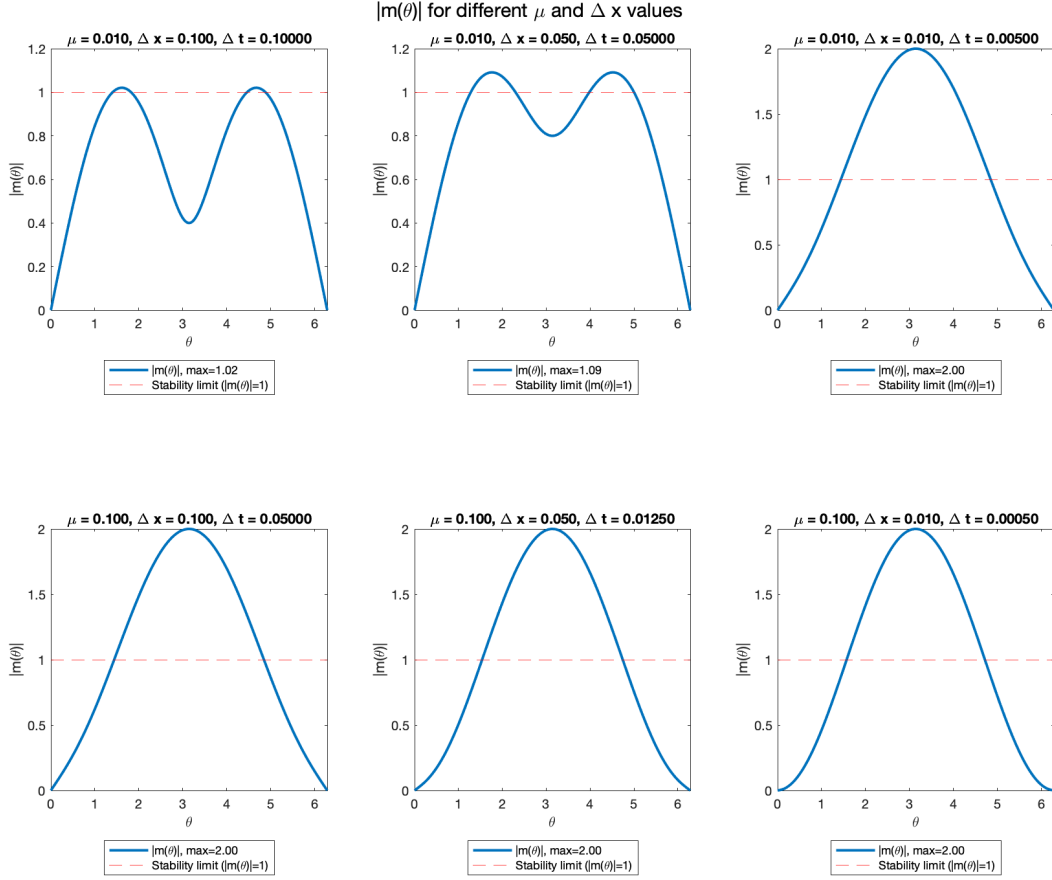 |m(θ)| for different μ and Δ x values
μ = 0.010, Δ x = 0.100, Δ t = 0.10000
|m(θ)|
1.2
1
0.8
0.6
0.4
0.2
0
0 1 2 3 4 5 6
θ
|m(θ)|, max=1.02
Stability limit (|m(θ)|=1)
μ = 0.010, Δ x = 0.050, Δ t = 0.05000
|m(θ)|
1.2
1
0.8
0.6
0.4
0.2
0
0 1 2 3 4 5 6
θ
|m(θ)|, max=1.09
Stability limit (|m(θ)|=1)
μ = 0.010, Δ x = 0.010, Δ t = 0.00500
|m(θ)|
2
1.5
1
0.5
0
0 1 2 3 4 5 6
θ
|m(θ)|, max=2.00
Stability limit (|m(θ)|=1)
μ = 0.100, Δ x = 0.100, Δ t = 0.05000
|m(θ)|
2
1.5
1
0.5
0
0 1 2 3 4 5 6
θ
|m(θ)|, max=2.00
Stability limit (|m(θ)|=1)
μ = 0.100, Δ x = 0.050, Δ t = 0.01250
|m(θ)|
2
1.5
1
0.5
0
0 1 2 3 4 5 6
θ
|m(θ)|, max=2.00
Stability limit (|m(θ)|=1)
μ = 0.100, Δ x = 0.010, Δ t = 0.00050
|m(θ)|
2
1.5
1
0.5
0
0 1 2 3 4 5 6
θ
|m(θ)|, max=2.00
Stability limit (|m(θ)|=1)